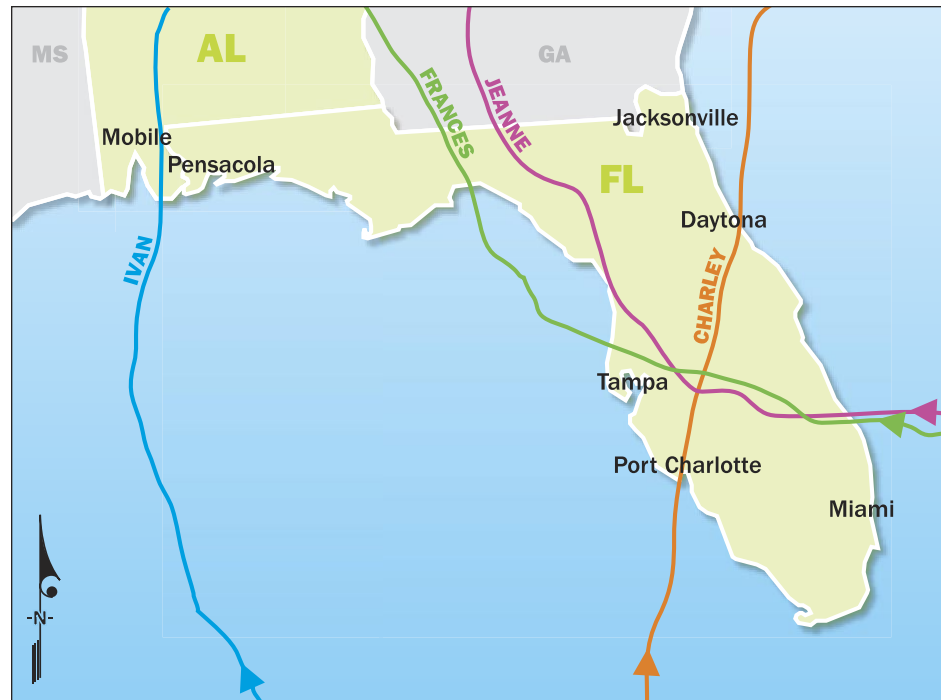 MS
AL
GA
FRANCES
JEANNE
Jacksonville
Mobile
Pensacola
FL
Daytona
IVAN
CHARLEY
Tampa
Port Charlotte
Miami
-N-